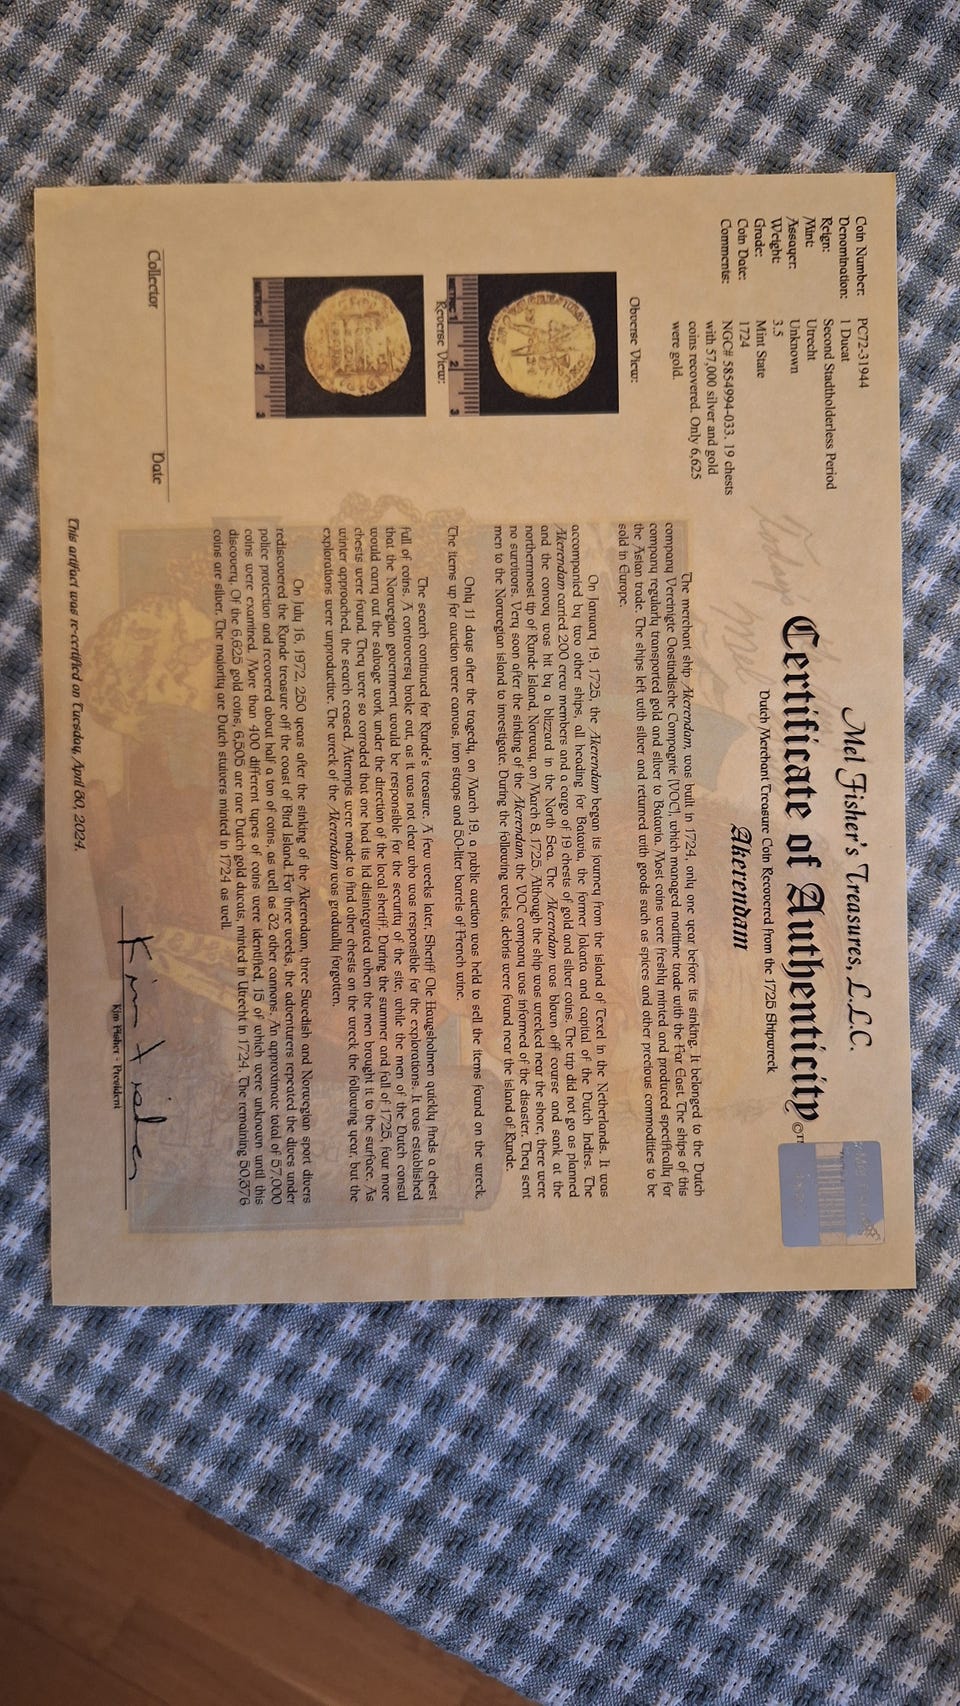 Mel Fisher's Treasures, L.L.C.
Certificate of Authenticity
Dutch Merchant Treasure Coin Recovered from the 1725 Shipwreck
Akerendam
Coin Number: PC72-31944
Denomination: 1 Ducat
Reign: Second Stadtholderless Period
Mint: Utrecht
Assayer: Unknown
Weight: 3.5
Grade: Mint State
Coin Date: 1724
Comments: NGC# 5854994-033. 19 chests
with 57,000 silver and gold
coins recovered. Only 6,625
were gold.
Obverse View:
METRIC 1 2 3
Reverse View:
METRIC 1 2 3
Collector Date
The merchant ship Akerendam, was built in 1724, only one year before its sinking. It belonged to the Dutch
company Vereinigte Oostindische Compagnie (VOC), which managed maritime trade with the Far East. The ships of this
company regularly transported gold and silver to Batavia. Most coins were freshly minted and produced specifically for
the Asian trade. The ships left with silver and returned with goods such as spices and other precious commodities to be
sold in Europe.
On January 19, 1725, the Akerendam began its journey from the island of Texel in the Netherlands. It was
accompanied by two other ships, all heading for Batavia, the former Jakarta and capital of the Dutch Indies. The
Akerendam carried 200 crew members and a cargo of 19 chests of gold and silver coins. The trip did not go as planned
and the convoy was hit by a blizzard in the North Sea. The Akerendam was blown off course and sank at the
northernmost tip of Runde Island, Norway, on March 8, 1725. Although the ship was wrecked near the shore, there were
no survivors. Very soon after the sinking of the Akerendam, the VOC company was informed of the disaster. They sent
men to the Norwegian island to investigate. During the following weeks, debris were found near the island of Runde.
Only 11 days after the tragedy, on March 19, a public auction was held to sell the items found on the wreck.
The items up for auction were canvas, iron straps and 50-liter barrels of French wine.
The search continued for Runde's treasure. A few weeks later, Sheriff Ole Hougsholmen quickly finds a chest
full of coins. A controversy broke out, as it was not clear who was responsible for the explorations. It was established
that the Norwegian government would be responsible for the security of the site, while the men of the Dutch consul
would carry out the salvage work under the direction of the local sheriff. During the summer and fall of 1725, four more
chests were found. They were so corroded that one had its lid disintegrated when the men brought it to the surface. As
winter approached, the search ceased. Attempts were made to find other chests on the wreck the following year, but the
explorations were unproductive. The wreck of the Akerendam was gradually forgotten.
On July 16, 1972, 250 years after the sinking of the Akerendam, three Swedish and Norwegian sport divers
rediscovered the Runde treasure off the coast of Bird Island. For three weeks, the adventurers repeated the dives under
police protection and recovered about half a ton of coins, as well as 32 other cannons. An approximate total of 57,000
coins were examined. More than 400 different types of coins were identified, 15 of which were unknown until this
discovery. Of the 6,625 gold coins, 6,505 are rare Dutch gold ducats, minted in Utrecht in 1724. The remaining 50,376
coins are silver. The majority are Dutch stuivers minted in 1724 as well.
Kim Fisher
Kim Fisher - President
This artifact was re-certified on Tuesday, April 30, 2024.